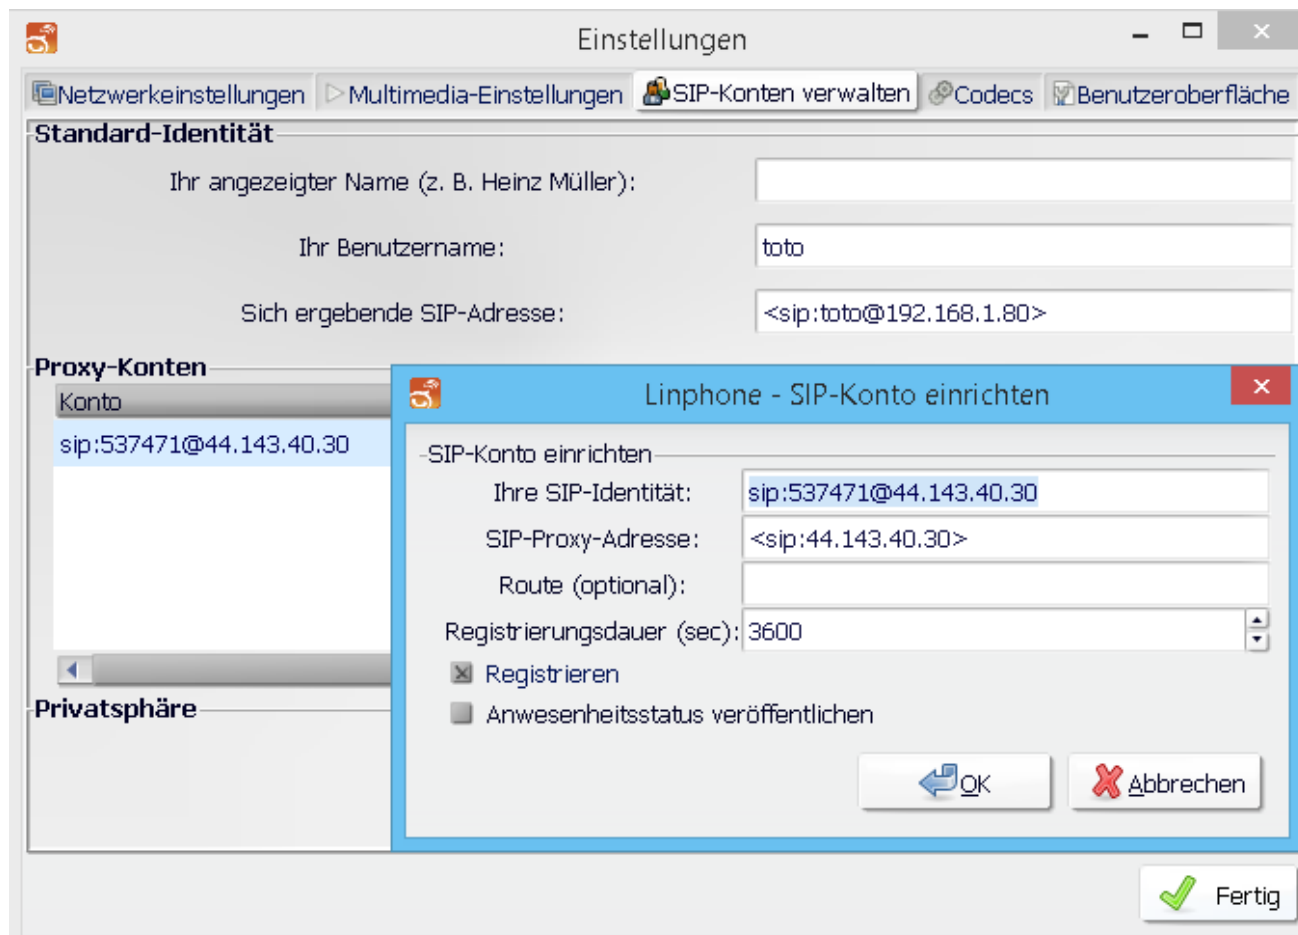 Einstellungen
Netzwerkeinstellungen Multimedia-Einstellungen SIP-Konten verwalten Codecs Benutzeroberfläche
Standard-Identität
Ihr angezeigter Name (z. B. Heinz Müller):
Ihr Benutzername: toto
Sich ergebende SIP-Adresse: <sip:toto@192.168.1.80>
Proxy-Konten
Konto
sip:537471@44.143.40.30
Privatsphäre
Linphone - SIP-Konto einrichten
SIP-Konto einrichten
Ihre SIP-Identität: sip:537471@44.143.40.30
SIP-Proxy-Adresse: <sip:44.143.40.30>
Route (optional):
Registrierungsdauer (sec): 3600
Registrieren
Anwesenheitsstatus veröffentlichen
OK Abbrechen
Fertig